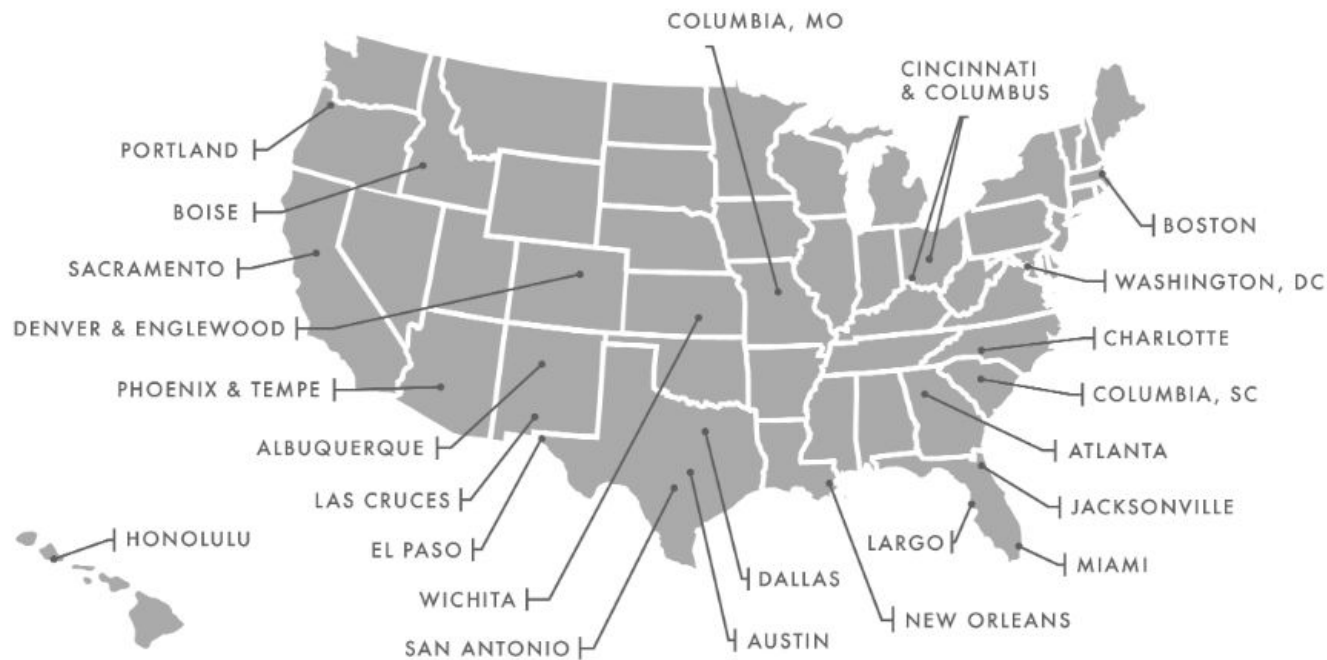 COLUMBIA, MO
CINCINNATI
& COLUMBUS
PORTLAND
BOISE
SACRAMENTO
DENVER & ENGLEWOOD
PHOENIX & TEMPE
ALBUQUERQUE
LAS CRUCES
EL PASO
WICHITA
SAN ANTONIO
HONOLULU
BOSTON
WASHINGTON, DC
CHARLOTTE
COLUMBIA, SC
ATLANTA
JACKSONVILLE
LARGO
MIAMI
DALLAS
NEW ORLEANS
AUSTIN